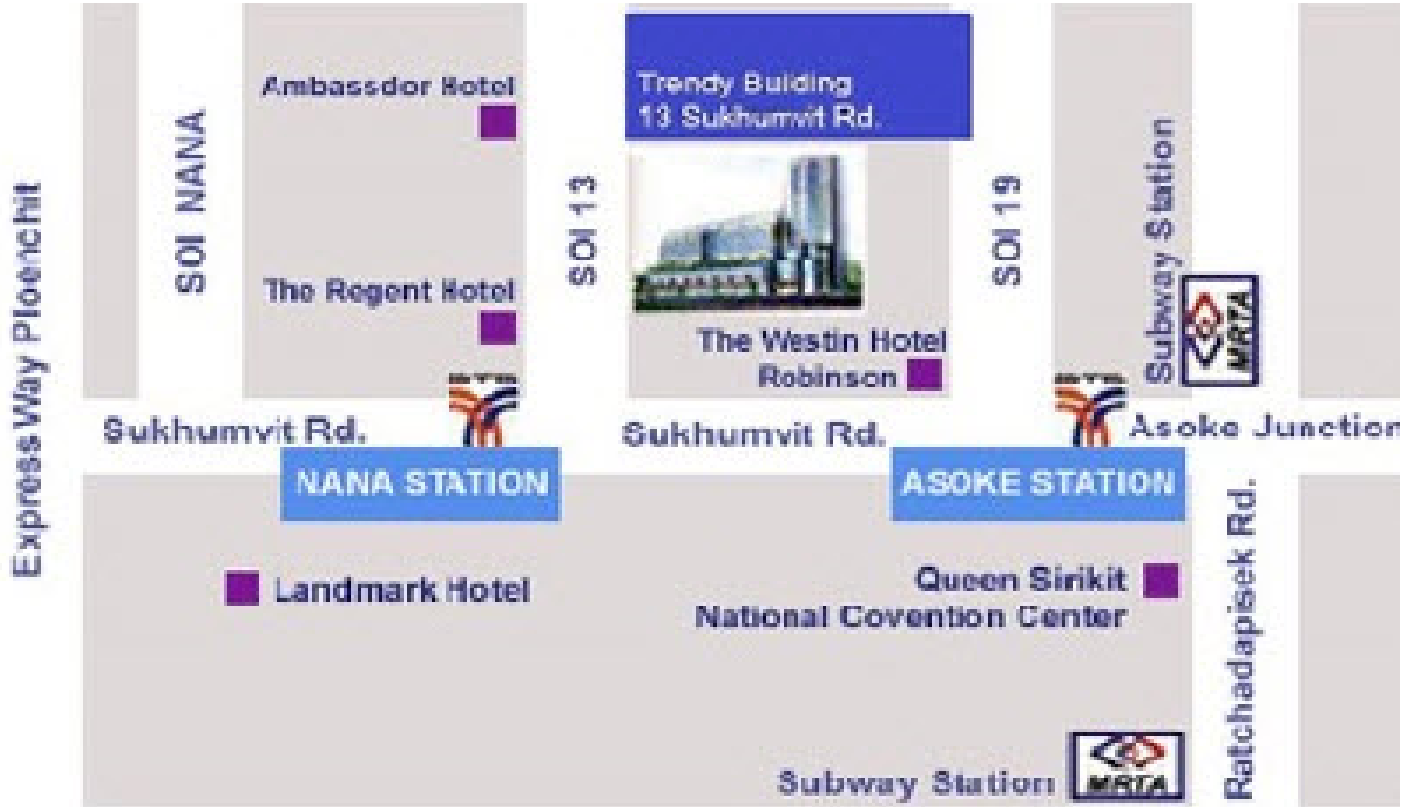 Ambassdor Hotel
Trendy Building
13 Sukhumvit Rd.
SOI NANA
SOI 13
SOI 19
Subway Station
MRTA
Express Way Ploenchit
The Regent Hotel
The Westin Hotel
Robinson
BTS
BTS
Sukhumvit Rd.
Sukhumvit Rd.
Asoke Junction
NANA STATION
ASOKE STATION
Landmark Hotel
Queen Sirikit
National Covention Center
Ratchadapisek Rd.
Subway Station
MRTA